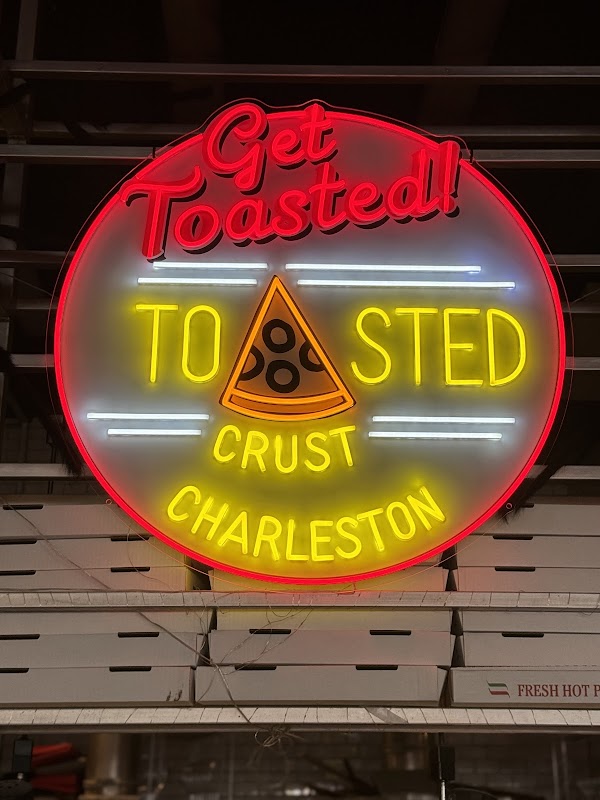 Get
Toasted!
TO STED
CRUST
CHARLESTON
FRESH HOT P